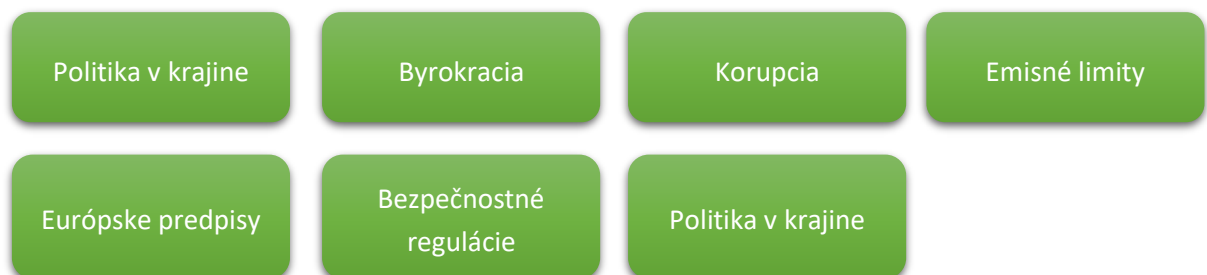 Politika v krajine
Byrokracia
Korupcia
Emisné limity
Európske predpisy
Bezpečnostné
regulácie
Politika v krajine